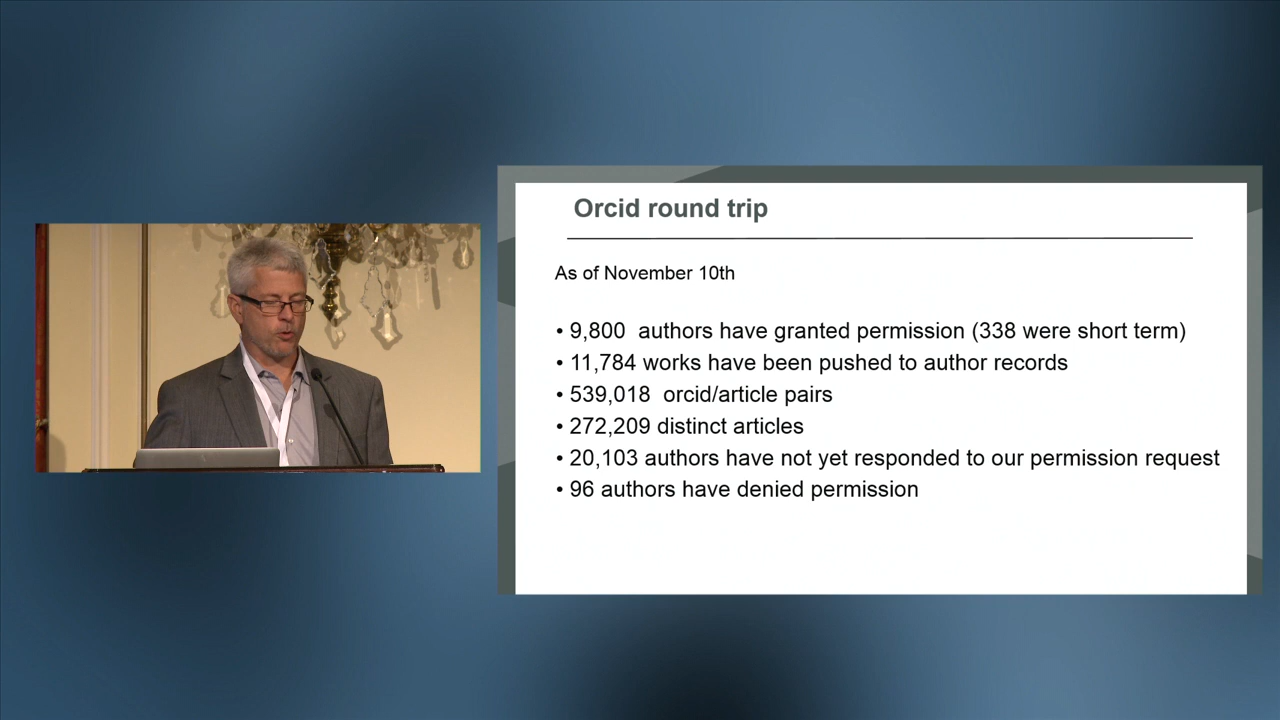 Orcid round trip
As of November 10th
• 9,800 authors have granted permission (338 were short term)
• 11,784 works have been pushed to author records
• 539,018 orcid/article pairs
• 272,209 distinct articles
• 20,103 authors have not yet responded to our permission request
• 96 authors have denied permission